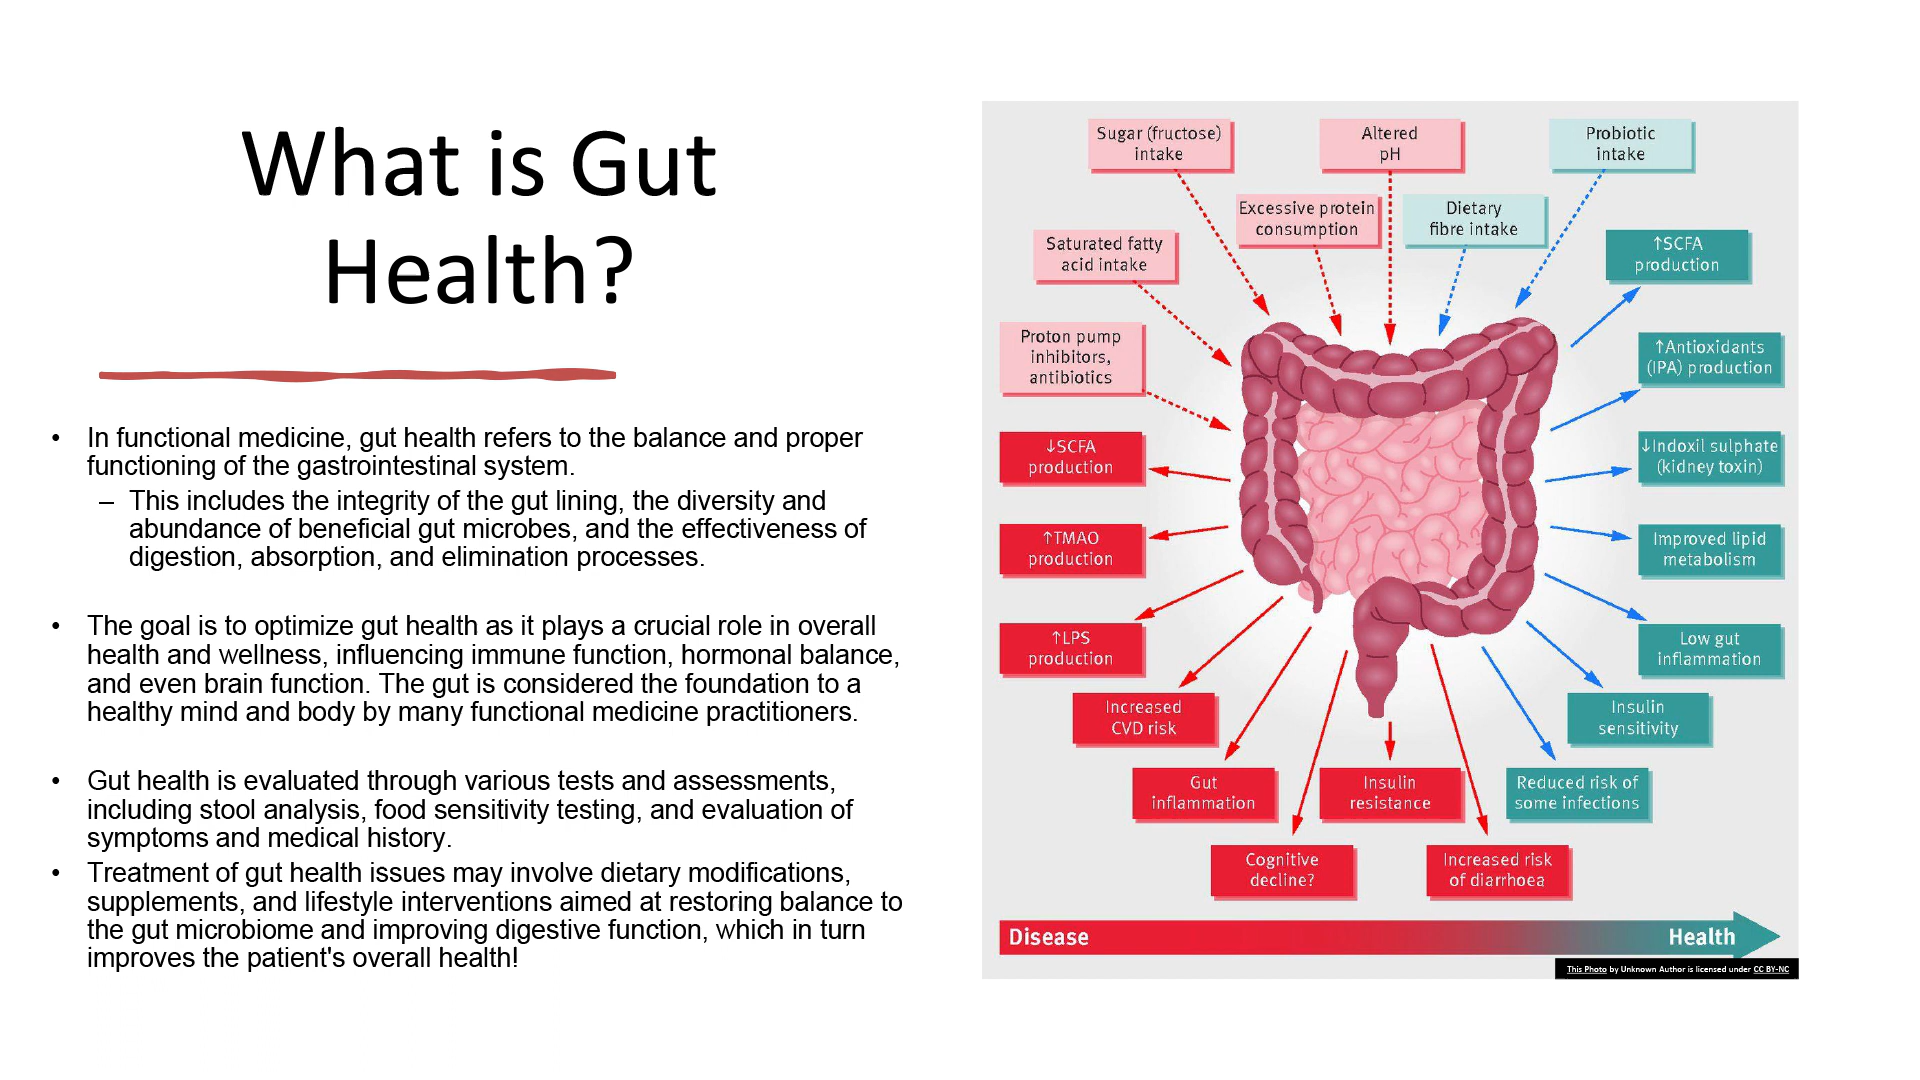 What is Gut
Health?
• In functional medicine, gut health refers to the balance and proper
functioning of the gastrointestinal system.
– This includes the integrity of the gut lining, the diversity and
abundance of beneficial gut microbes, and the effectiveness of
digestion, absorption, and elimination processes.
• The goal is to optimize gut health as it plays a crucial role in overall
health and wellness, influencing immune function, hormonal balance,
and even brain function. The gut is considered the foundation to a
healthy mind and body by many functional medicine practitioners.
• Gut health is evaluated through various tests and assessments,
including stool analysis, food sensitivity testing, and evaluation of
symptoms and medical history.
• Treatment of gut health issues may involve dietary modifications,
supplements, and lifestyle interventions aimed at restoring balance to
the gut microbiome and improving digestive function, which in turn
improves the patient's overall health!
Sugar (fructose)
intake
Altered
pH
Probiotic
intake
Excessive protein
consumption
Dietary
fibre intake
Saturated fatty
acid intake
↑SCFA
production
Proton pump
inhibitors,
antibiotics
↑Antioxidants
(IPA) production
↓SCFA
production
↓Indoxil sulphate
(kidney toxin)
↑TMAO
production
Improved lipid
metabolism
↑LPS
production
Low gut
inflammation
Increased
CVD risk
Insulin
sensitivity
Gut
inflammation
Insulin
resistance
Reduced risk of
some infections
Cognitive
decline?
Increased risk
of diarrhoea
Disease
Health
This Photo by Unknown Author is licensed under CC BY-NC